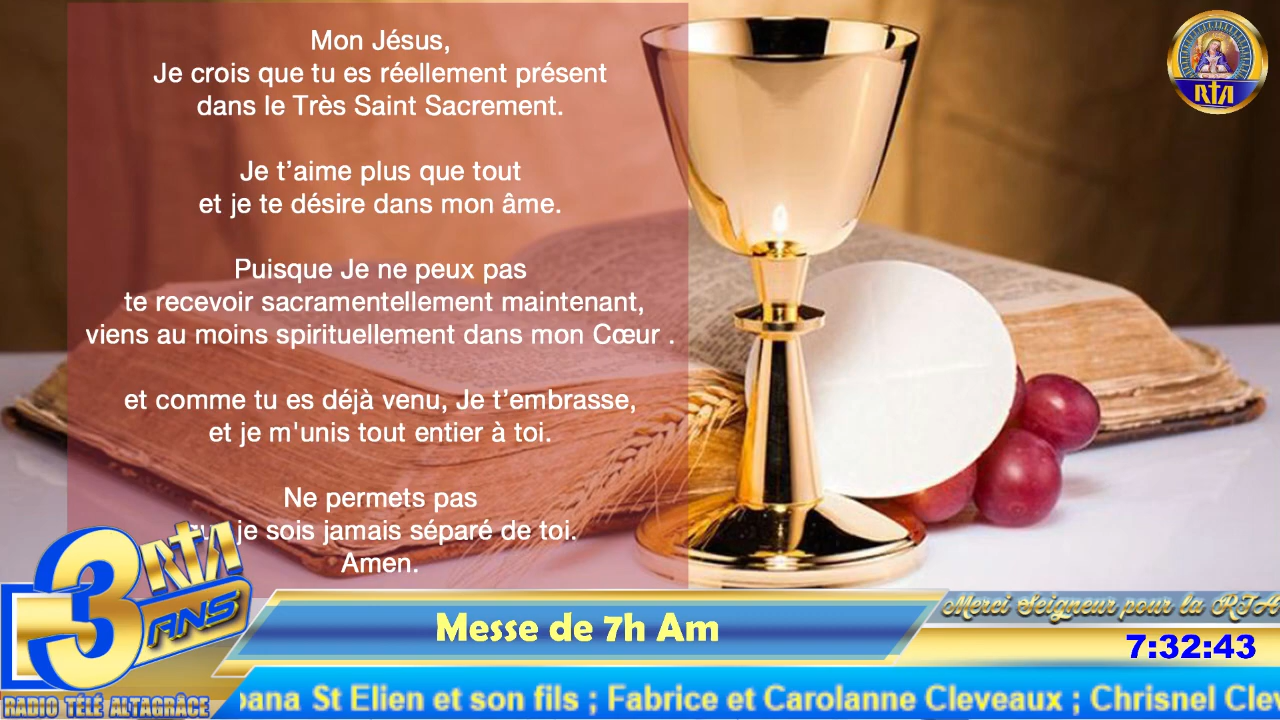 Mon Jésus,
Je crois que tu es réellement présent
dans le Très Saint Sacrement.
Je t’aime plus que tout
et je te désire dans mon âme.
Puisque Je ne peux pas
te recevoir sacramentellement maintenant,
viens au moins spirituellement dans mon Cœur .
et comme tu es déjà venu, Je t’embrasse,
et je m'unis tout entier à toi.
Ne permets pas
je sois jamais séparé de toi.
Amen.
RTA
3 RTA
ANS
RADIO TÉLÉ ALTAGRÂCE
Messe de 7h Am
Merci Seigneur pour la RTA
7:32:43
St Elien et son fils ; Fabrice et Carolanne Cleveaux ; Chrisnel